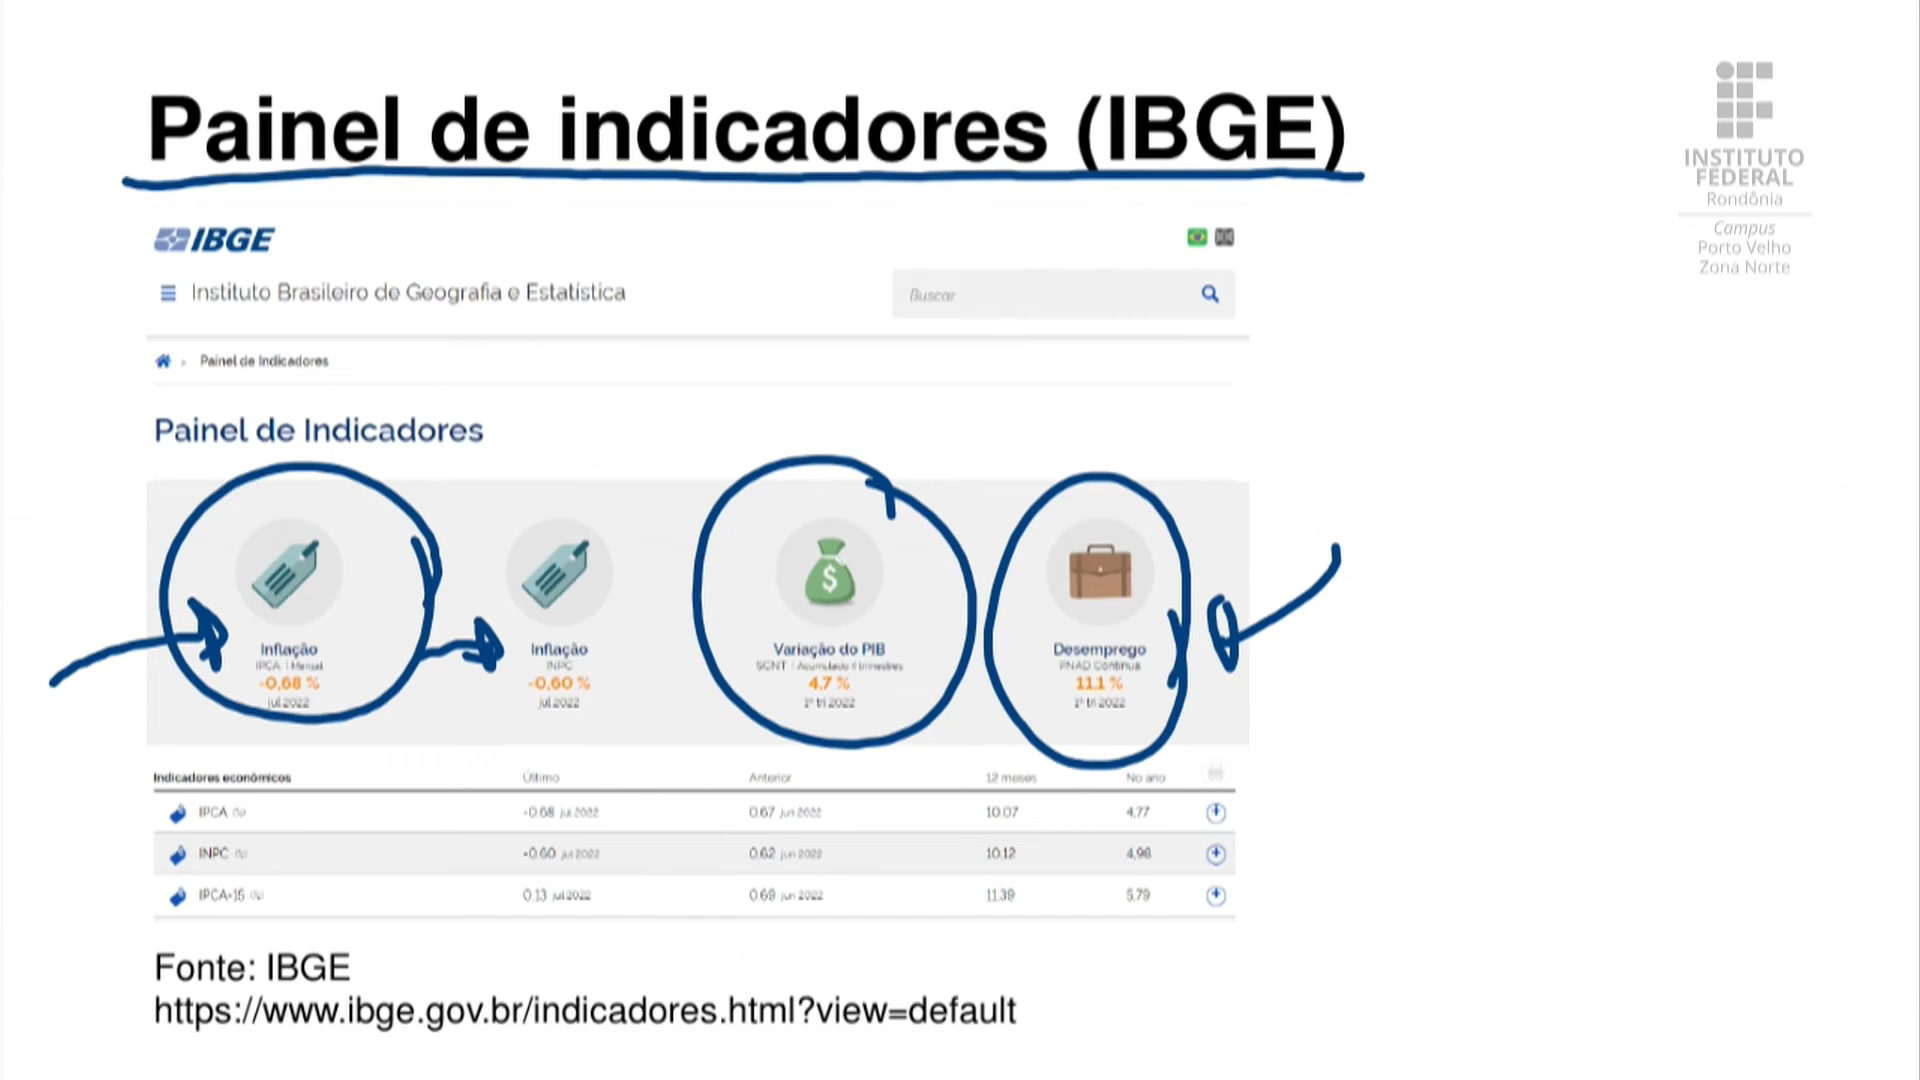 Painel de indicadores (IBGE)
INSTITUTO
FEDERAL
Rondônia
Campus
Porto Velho
Zona Norte
IBGE
Instituto Brasileiro de Geografia e Estatística
Buscar
Painel de Indicadores
Painel de Indicadores
Inflação
IPCA | Mensal
-0,68 %
jul 2022
Inflação
INPC
-0,60 %
jul 2022
Variação do PIB
SCNT | Acumulado 4 trimestres
4,7 %
1º tri 2022
Desemprego
PNAD Contínua
11,1 %
1º tri 2022
Indicadores econômicos Último Anterior 12 meses No ano
IPCA (%) -0,68 jul 2022 0,67 jun 2022 10,07 4,77
INPC (%) -0,60 jul 2022 0,62 jun 2022 10,12 4,98
IPCA-15 (%) 0,13 jul 2022 0,69 jun 2022 11,39 5,79
Fonte: IBGE
https://www.ibge.gov.br/indicadores.html?view=default